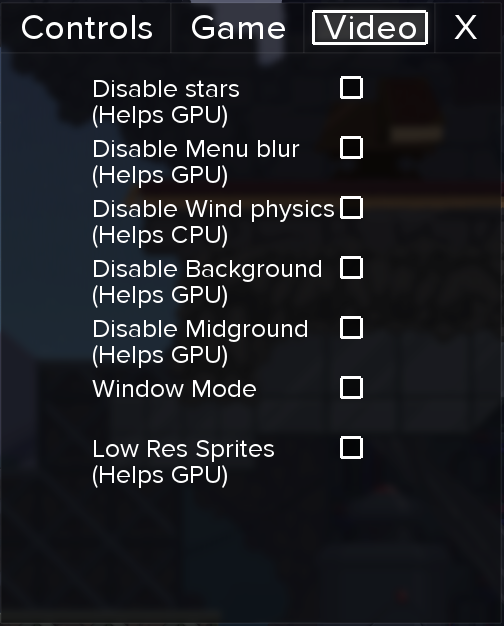 Controls Game Video X
Disable stars
(Helps GPU)
Disable Menu blur
(Helps GPU)
Disable Wind physics
(Helps CPU)
Disable Background
(Helps GPU)
Disable Midground
(Helps GPU)
Window Mode
Low Res Sprites
(Helps GPU)